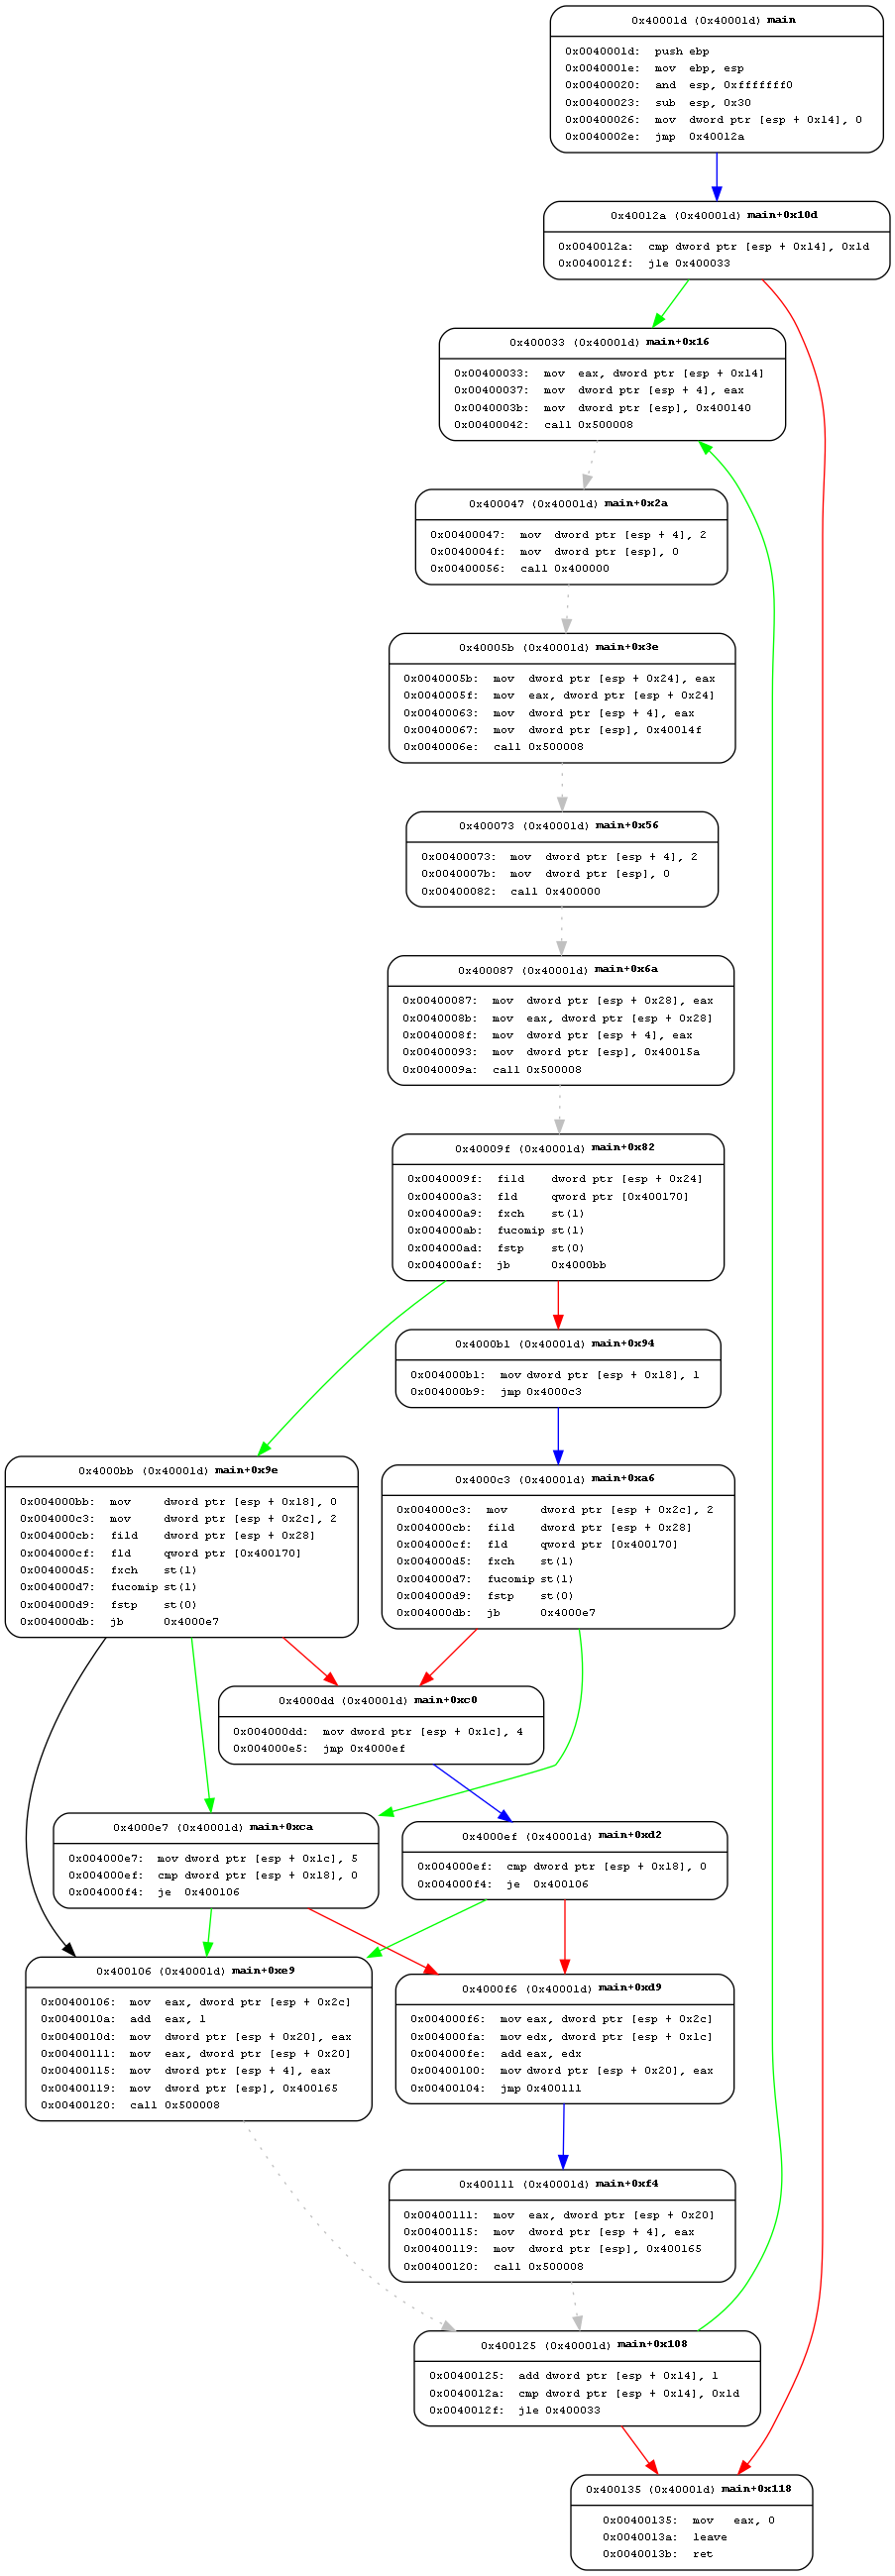 0x40001d (0x40001d) main
0x0040001d: push ebp
0x0040001e: mov ebp, esp
0x00400020: and esp, 0xfffffff0
0x00400023: sub esp, 0x30
0x00400026: mov dword ptr [esp + 0x14], 0
0x0040002e: jmp 0x40012a
0x40012a (0x40001d) main+0x10d
0x0040012a: cmp dword ptr [esp + 0x14], 0x1d
0x0040012f: jle 0x400033
0x400033 (0x40001d) main+0x16
0x00400033: mov eax, dword ptr [esp + 0x14]
0x00400037: mov dword ptr [esp + 4], eax
0x0040003b: mov dword ptr [esp], 0x400140
0x00400042: call 0x500008
0x400047 (0x40001d) main+0x2a
0x00400047: mov dword ptr [esp + 4], 2
0x0040004f: mov dword ptr [esp], 0
0x00400056: call 0x400000
0x40005b (0x40001d) main+0x3e
0x0040005b: mov dword ptr [esp + 0x24], eax
0x0040005f: mov eax, dword ptr [esp + 0x24]
0x00400063: mov dword ptr [esp + 4], eax
0x00400067: mov dword ptr [esp], 0x40014f
0x0040006e: call 0x500008
0x400073 (0x40001d) main+0x56
0x00400073: mov dword ptr [esp + 4], 2
0x0040007b: mov dword ptr [esp], 0
0x00400082: call 0x400000
0x400087 (0x40001d) main+0x6a
0x00400087: mov dword ptr [esp + 0x28], eax
0x0040008b: mov eax, dword ptr [esp + 0x28]
0x0040008f: mov dword ptr [esp + 4], eax
0x00400093: mov dword ptr [esp], 0x40015a
0x0040009a: call 0x500008
0x40009f (0x40001d) main+0x82
0x0040009f: fild dword ptr [esp + 0x24]
0x004000a3: fld qword ptr [0x400170]
0x004000a9: fxch st(1)
0x004000ab: fucomip st(1)
0x004000ad: fstp st(0)
0x004000af: jb 0x4000bb
0x4000b1 (0x40001d) main+0x94
0x004000b1: mov dword ptr [esp + 0x18], 1
0x004000b9: jmp 0x4000c3
0x4000bb (0x40001d) main+0x9e
0x004000bb: mov dword ptr [esp + 0x18], 0
0x004000c3: mov dword ptr [esp + 0x2c], 2
0x004000cb: fild dword ptr [esp + 0x28]
0x004000cf: fld qword ptr [0x400170]
0x004000d5: fxch st(1)
0x004000d7: fucomip st(1)
0x004000d9: fstp st(0)
0x004000db: jb 0x4000e7
0x4000c3 (0x40001d) main+0xa6
0x004000c3: mov dword ptr [esp + 0x2c], 2
0x004000cb: fild dword ptr [esp + 0x28]
0x004000cf: fld qword ptr [0x400170]
0x004000d5: fxch st(1)
0x004000d7: fucomip st(1)
0x004000d9: fstp st(0)
0x004000db: jb 0x4000e7
0x4000dd (0x40001d) main+0xc0
0x004000dd: mov dword ptr [esp + 0x1c], 4
0x004000e5: jmp 0x4000ef
0x4000e7 (0x40001d) main+0xca
0x004000e7: mov dword ptr [esp + 0x1c], 5
0x004000ef: cmp dword ptr [esp + 0x18], 0
0x004000f4: je 0x400106
0x4000ef (0x40001d) main+0xd2
0x004000ef: cmp dword ptr [esp + 0x18], 0
0x004000f4: je 0x400106
0x400106 (0x40001d) main+0xe9
0x00400106: mov eax, dword ptr [esp + 0x2c]
0x0040010a: add eax, 1
0x0040010d: mov dword ptr [esp + 0x20], eax
0x00400111: mov eax, dword ptr [esp + 0x20]
0x00400115: mov dword ptr [esp + 4], eax
0x00400119: mov dword ptr [esp], 0x400165
0x00400120: call 0x500008
0x4000f6 (0x40001d) main+0xd9
0x004000f6: mov eax, dword ptr [esp + 0x2c]
0x004000fa: mov edx, dword ptr [esp + 0x1c]
0x004000fe: add eax, edx
0x00400100: mov dword ptr [esp + 0x20], eax
0x00400104: jmp 0x400111
0x400111 (0x40001d) main+0xf4
0x00400111: mov eax, dword ptr [esp + 0x20]
0x00400115: mov dword ptr [esp + 4], eax
0x00400119: mov dword ptr [esp], 0x400165
0x00400120: call 0x500008
0x400125 (0x40001d) main+0x108
0x00400125: add dword ptr [esp + 0x14], 1
0x0040012a: cmp dword ptr [esp + 0x14], 0x1d
0x0040012f: jle 0x400033
0x400135 (0x40001d) main+0x118
0x00400135: mov eax, 0
0x0040013a: leave
0x0040013b: ret